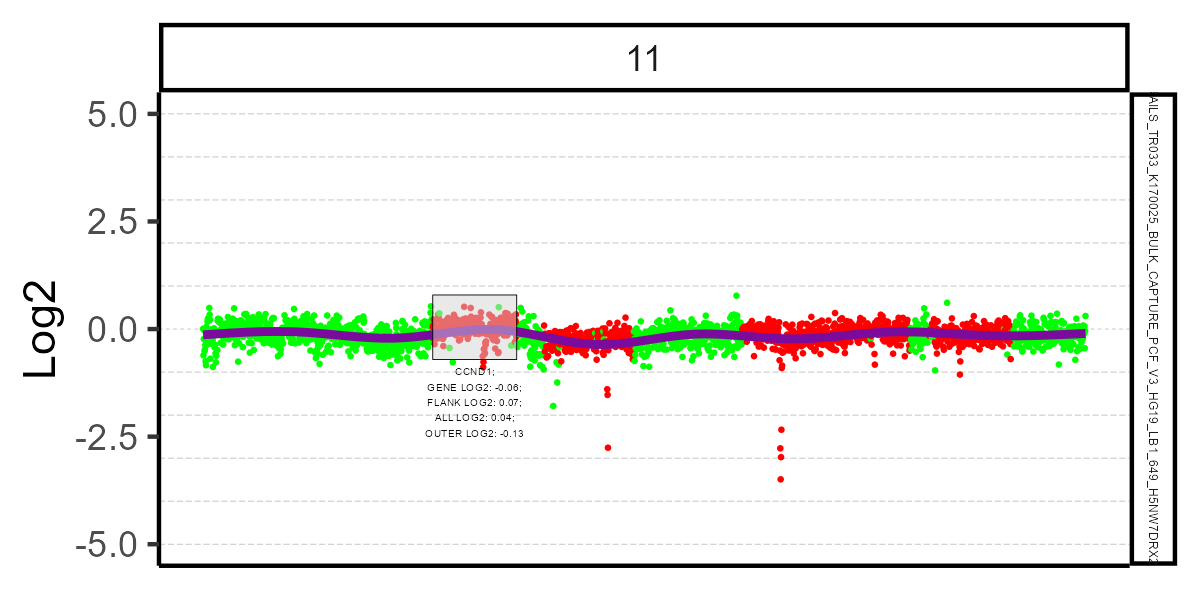 11
5.0
2.5
0.0
-2.5
-5.0
Log2
CCND1;
GENE LOG2: -0.06;
FLANK LOG2: 0.07;
ALL LOG2: 0.04;
OUTER LOG2: -0.13
AILS_TR033_K170025_BULK_CAPTURE_PCF_V3_HG19_LB1_649_H5NW7DRX2